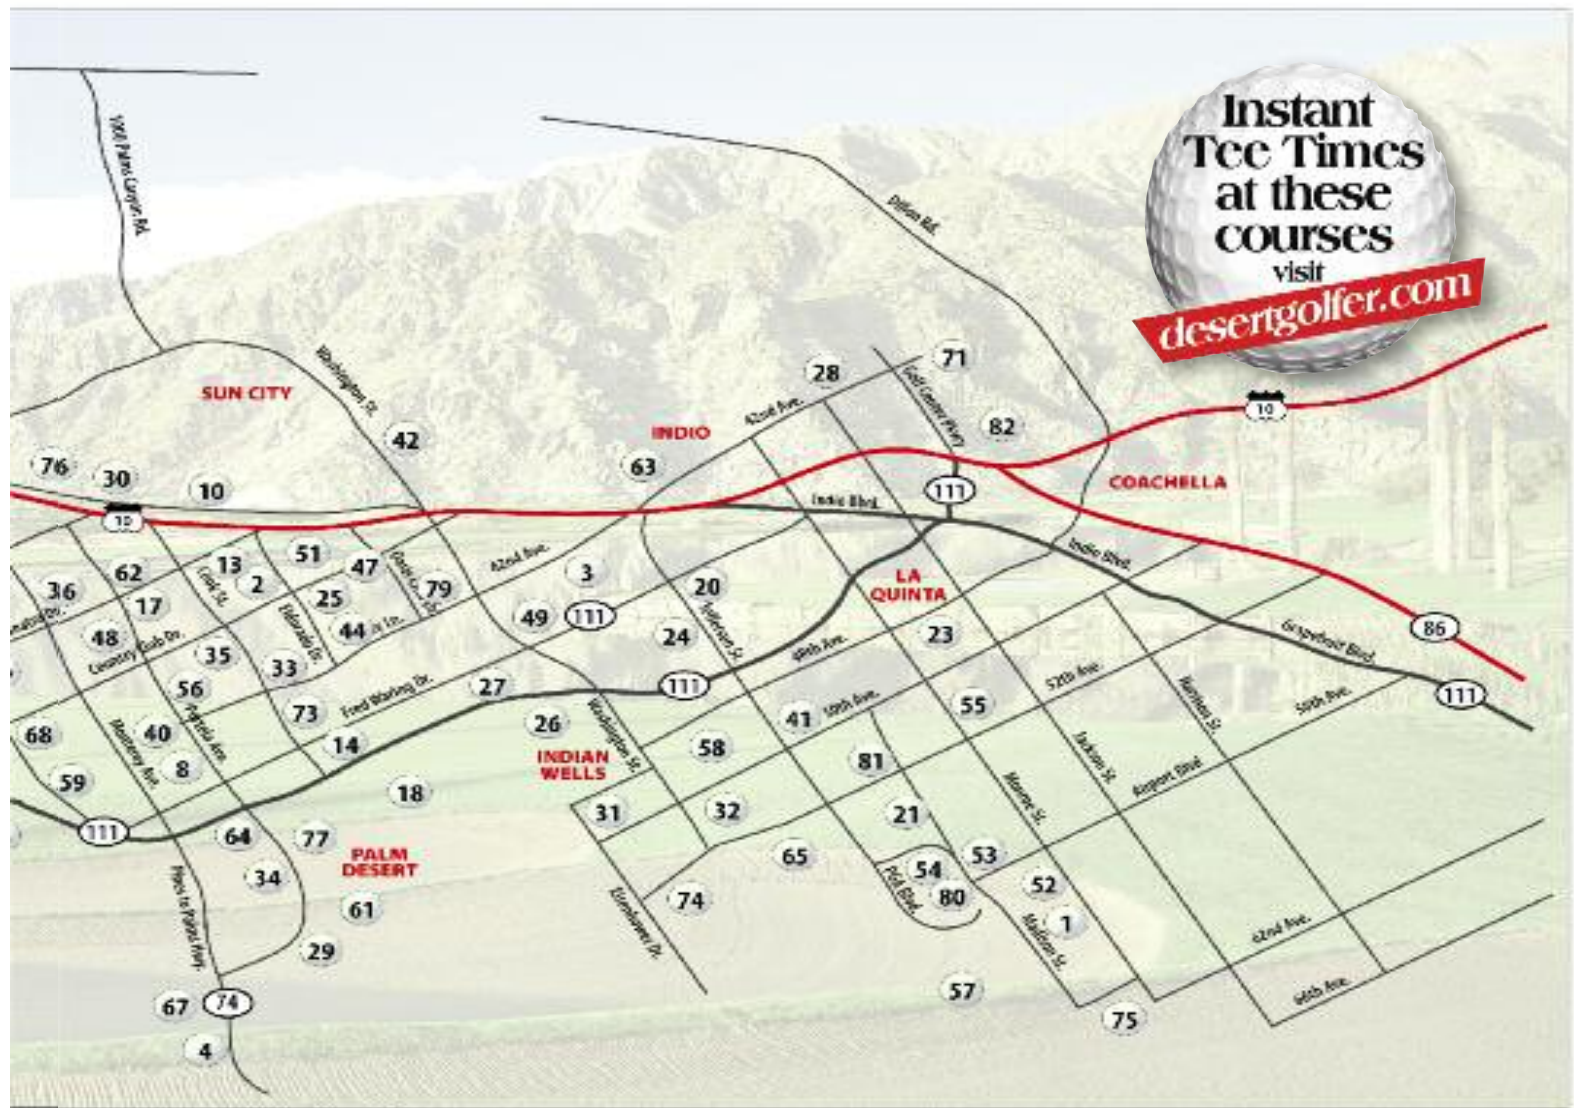 Instant
Tee Times
at these
courses
visit
desertgolfer.com
1000 Palms Canyon Rd.
Dillon Rd.
Washington St.
SUN CITY
28
71
Golf Center Pkwy
42nd Ave.
82
10
42
INDIO
63
76
30
10
COACHELLA
111
Indio Blvd.
10
42nd Ave.
Indio Blvd.
51
13
47
62
2
3
79
20
LA
QUINTA
36
25
17
Cook St.
49
111
Eldorado Dr.
44
24
Jefferson St.
23
86
48
Country Club Dr.
35
33
48th Ave.
Grapefruit Blvd.
52nd Ave.
56
27
111
111
Fred Waring Dr.
73
26
50th Ave.
41
55
Harrison St.
50th Ave.
68
40
Portola Ave.
Monterey Ave.
14
Washington St.
58
8
INDIAN
WELLS
81
Jackson St.
Airport Blvd
59
18
31
32
21
Monroe St.
111
64
77
PALM
DESERT
65
53
54
PGA Blvd.
34
80
52
74
61
1
Madison St.
Eisenhower Dr.
Pines to Palms Hwy.
29
62nd Ave.
67
74
57
66th Ave.
75
4